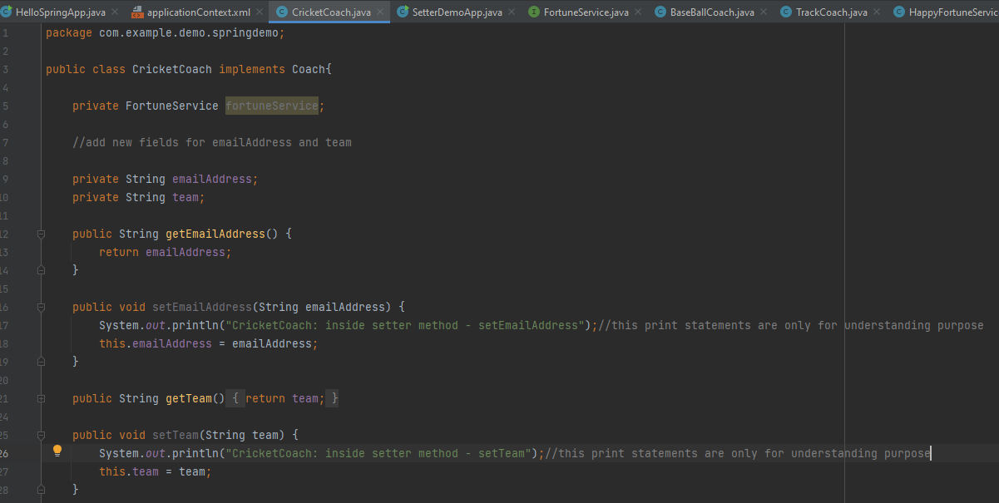 HelloSpringApp.java × applicationContext.xml × CricketCoach.java × SetterDemoApp.java × FortuneService.java × BaseBallCoach.java × TrackCoach.java × HappyFortuneServic
1 package com.example.demo.springdemo;
2
3 public class CricketCoach implements Coach{
4
5 private FortuneService fortuneService;
6
7 //add new fields for emailAddress and team
8
9 private String emailAddress;
10 private String team;
11
12 public String getEmailAddress() {
13 return emailAddress;
14 }
15
16 public void setEmailAddress(String emailAddress) {
17 System.out.println("CricketCoach: inside setter method - setEmailAddress");//this print statements are only for understanding purpose
18 this.emailAddress = emailAddress;
19 }
20
21 public String getTeam() { return team; }
24
25 public void setTeam(String team) {
26 System.out.println("CricketCoach: inside setter method - setTeam");//this print statements are only for understanding purpose
27 this.team = team;
28 }